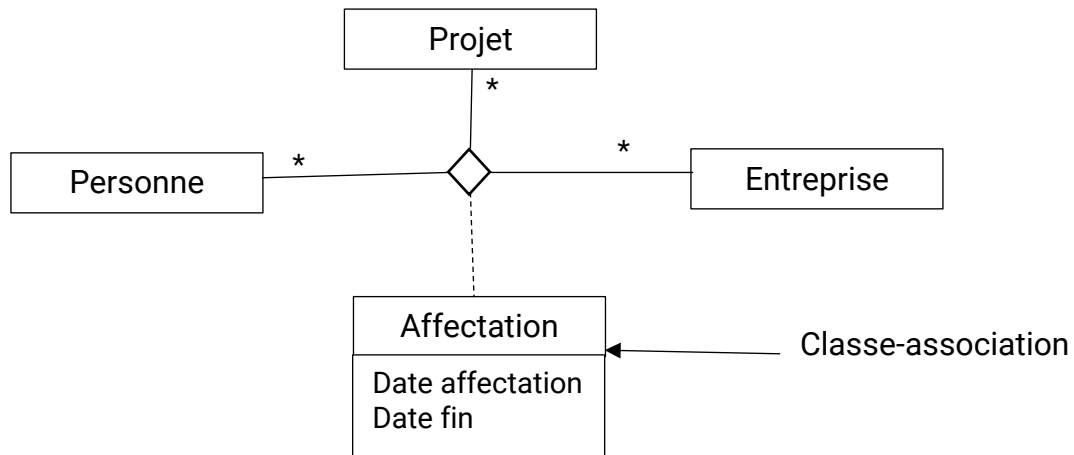 Projet
*
*
*
Personne
Entreprise
Affectation
Classe-association
Date affectation
Date fin